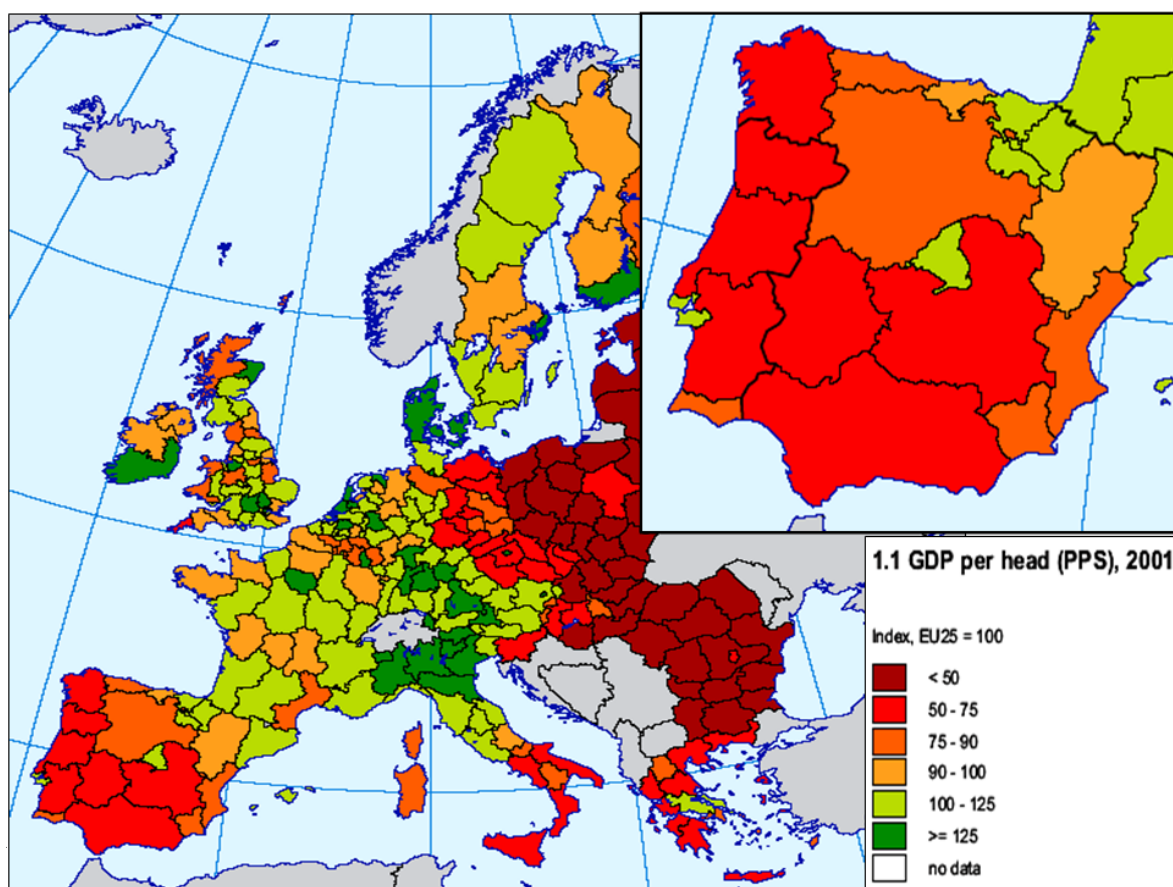 1.1 GDP per head (PPS), 2001
Index, EU25 = 100
< 50
50 - 75
75 - 90
90 - 100
100 - 125
>= 125
no data